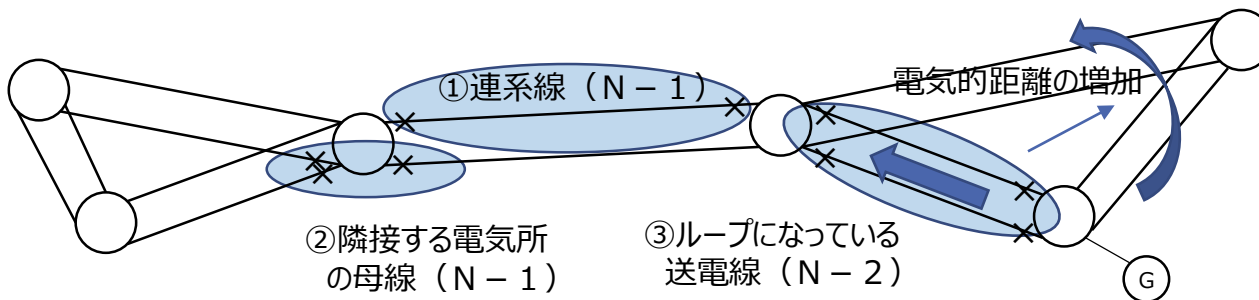 ①連系線（Ｎ－１）
電気的距離の増加
②隣接する電気所
の母線（Ｎ－１）
③ループになっている
送電線（Ｎ－２）
G